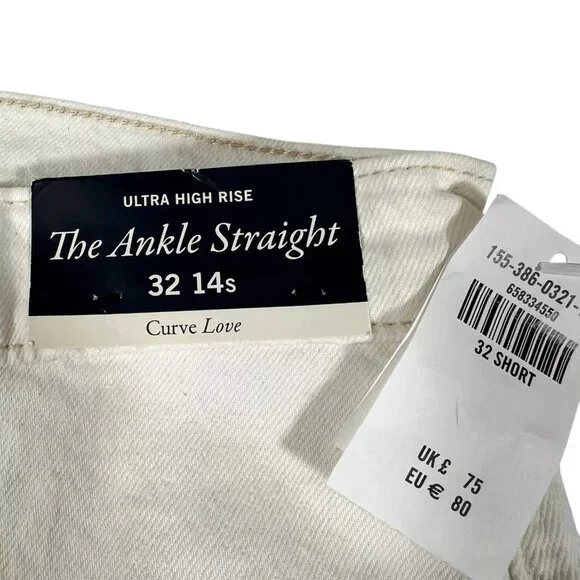 ULTRA HIGH RISE
The Ankle Straight
32 14s
Curve Love
155-386-0321-
658334550
32 SHORT
UK £ 75
EU € 80